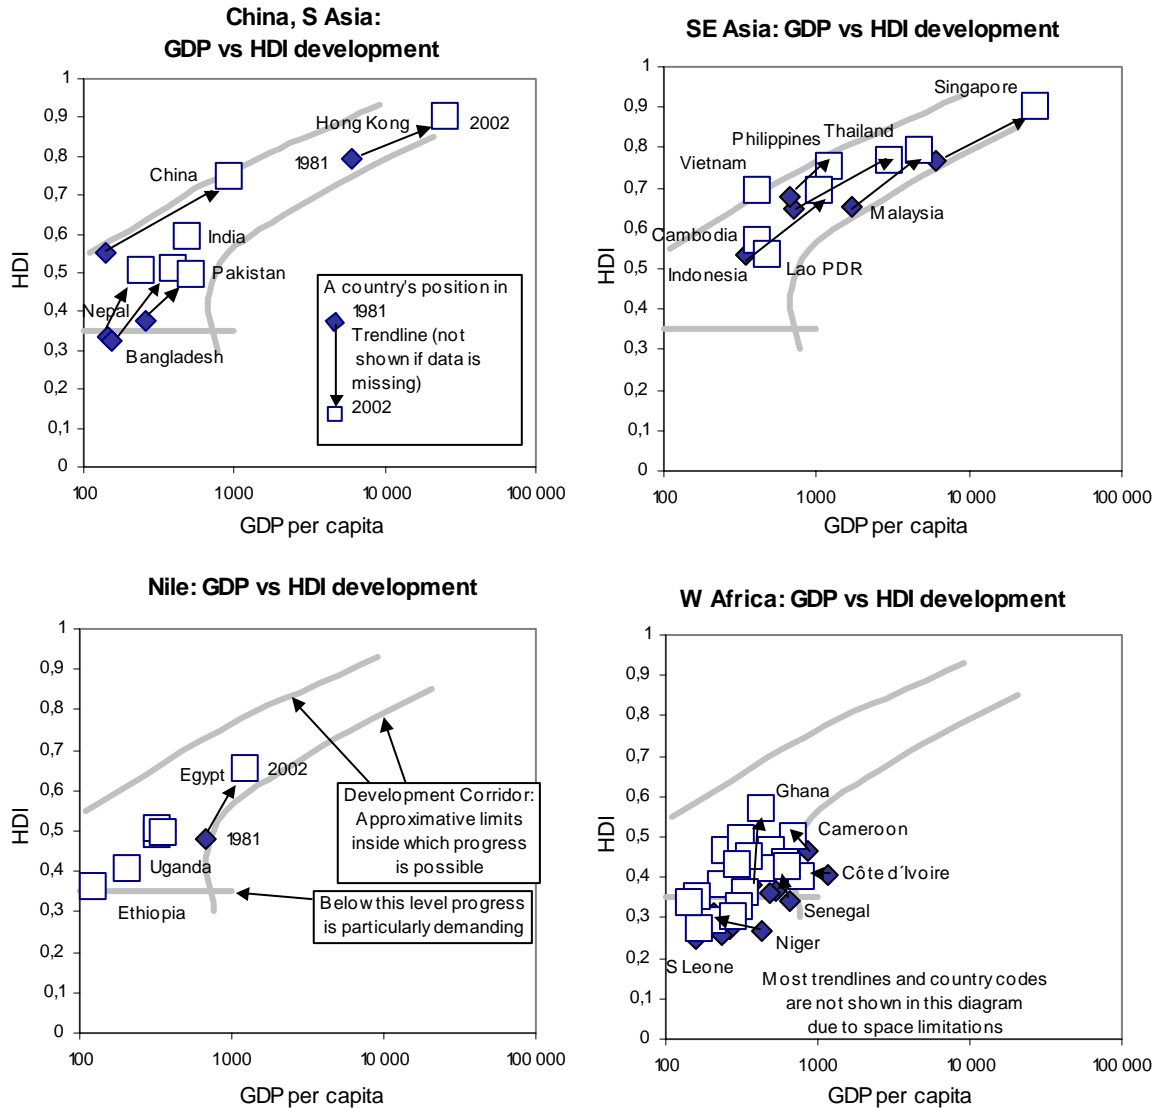 China, S Asia:
GDP vs HDI development
1
0,9
0,8
0,7
0,6
0,5
0,4
0,3
0,2
0,1
0
HDI
100
1000
10 000
100 000
GDP per capita
Hong Kong
2002
1981
China
India
Pakistan
Nepal
Bangladesh
A country's position in
1981
Trendline (not
shown if data is
missing)
2002
SE Asia: GDP vs HDI development
1
0,9
0,8
0,7
0,6
0,5
0,4
0,3
0,2
0,1
0
HDI
100
1000
10 000
100 000
GDP per capita
Singapore
Philippines
Thailand
Vietnam
Malaysia
Cambodia
Indonesia
Lao PDR
Nile: GDP vs HDI development
1
0,9
0,8
0,7
0,6
0,5
0,4
0,3
0,2
0,1
0
HDI
100
1000
10 000
100 000
GDP per capita
Egypt
2002
1981
Uganda
Ethiopia
Development Corridor:
Approximative limits
inside which progress
is possible
Below this level progress
is particularly demanding
W Africa: GDP vs HDI development
1
0,9
0,8
0,7
0,6
0,5
0,4
0,3
0,2
0,1
0
HDI
100
1000
10 000
100 000
GDP per capita
Ghana
Cameroon
Côte d´Ivoire
Senegal
Niger
S Leone
Most trendlines and country codes
are not shown in this diagram
due to space limitations